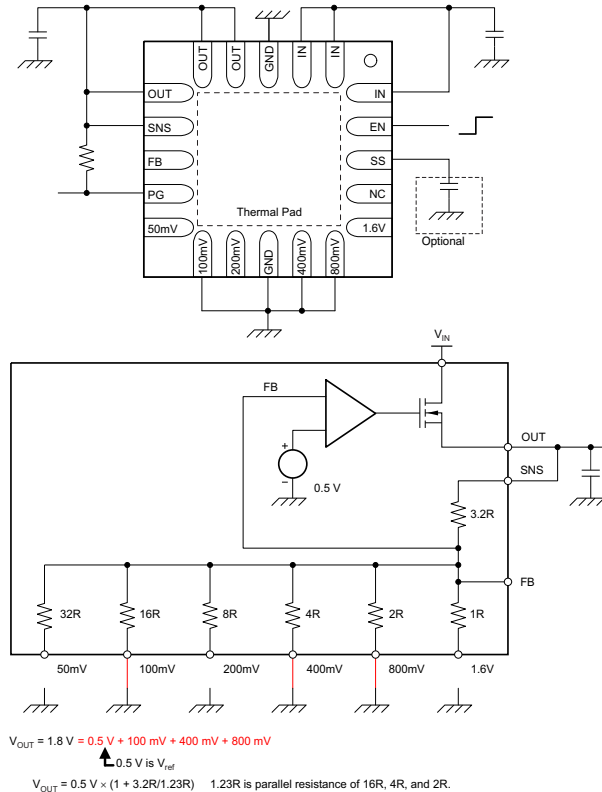 OUT
OUT
GND
IN
IN
OUT
IN
SNS
EN
FB
SS
PG
NC
50mV
Thermal Pad
1.6V
Optional
100mV
200mV
GND
400mV
800mV
VIN
FB
OUT
+
SNS
−
0.5 V
3.2R
FB
32R
16R
8R
4R
2R
1R
50mV
100mV
200mV
400mV
800mV
1.6V
VOUT = 1.8 V = 0.5 V + 100 mV + 400 mV + 800 mV
0.5 V is Vref
VOUT = 0.5 V × (1 + 3.2R/1.23R) 1.23R is parallel resistance of 16R, 4R, and 2R.